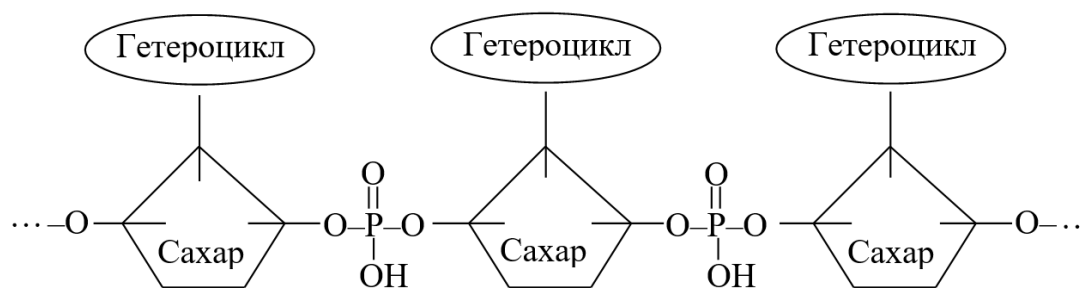 Гетероцикл Гетероцикл Гетероцикл
O O
… –O O–P–O O–P–O O–…
Сахар Сахар Сахар
OH OH